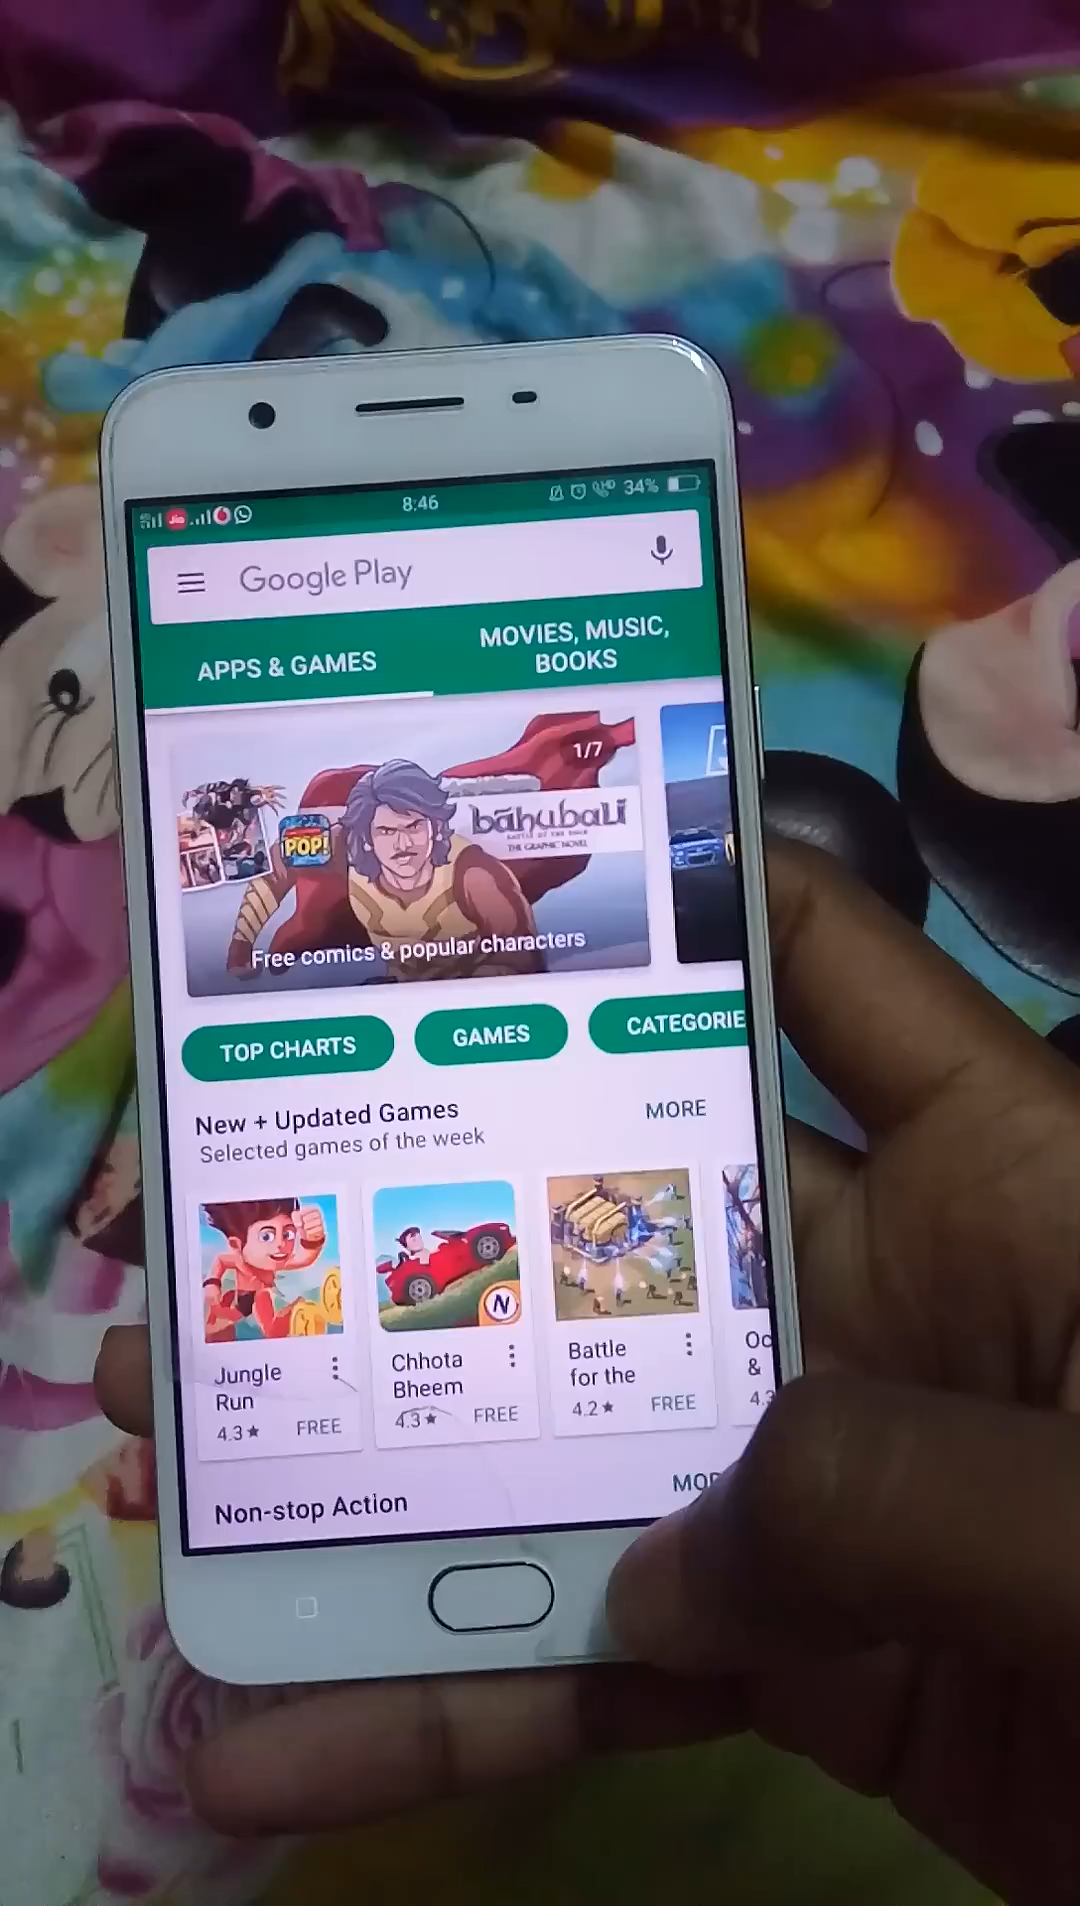 Jio 8:46 HD 34%
Google Play
APPS & GAMES
MOVIES, MUSIC,
BOOKS
1/7
POP!
bāhubali
BATTLE OF THE BOLD
THE GRAPHIC NOVEL
Free comics & popular characters
TOP CHARTS GAMES CATEGORIE
New + Updated Games MORE
Selected games of the week
N
Jungle
Run
4.3★ FREE
Chhota
Bheem
4.3★ FREE
Battle
for the
4.2★ FREE
Oc
&
4.3
Non-stop Action MOR